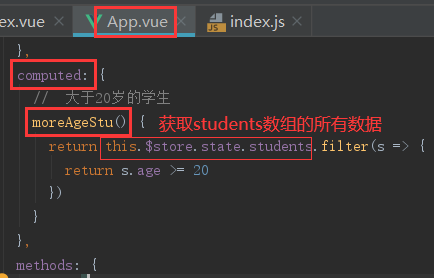 ex.vue × App.vue × index.js ×
},
computed: {
// 大于20岁的学生
moreAgeStu() { 获取students数组的所有数据
return this.$store.state.students.filter(s => {
return s.age >= 20
})
}
},
methods: {